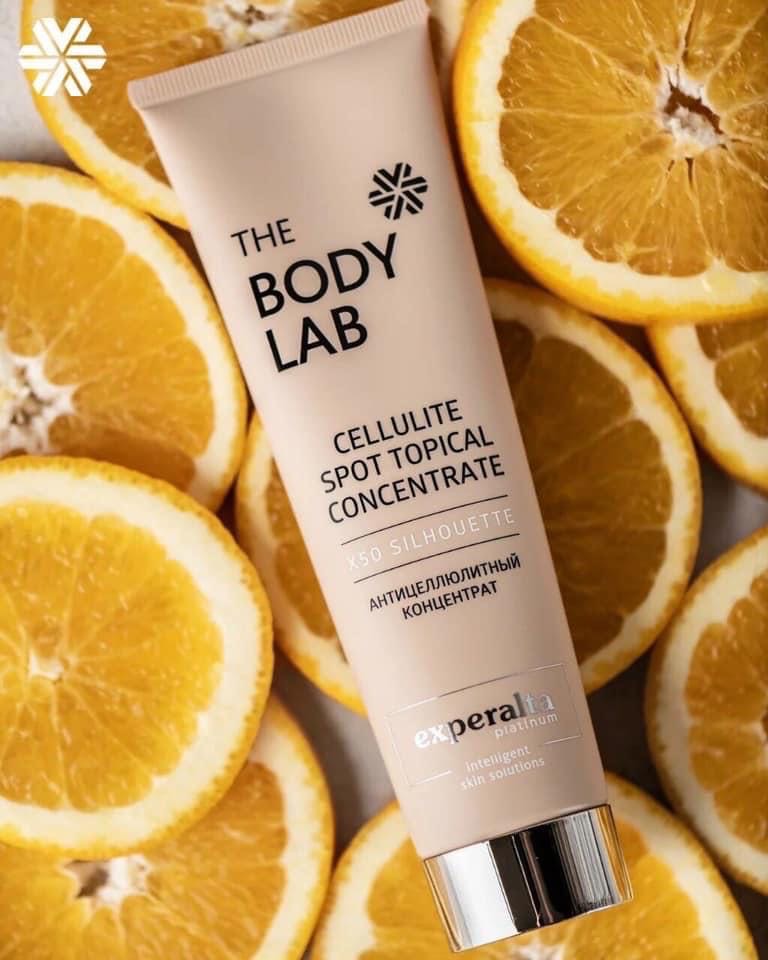 THE
BODY
LAB
CELLULITE
SPOT TOPICAL
CONCENTRATE
X50 SILHOUETTE
АНТИЦЕЛЛЮЛИТНЫЙ
КОНЦЕНТРАТ
experalta
platinum
intelligent
skin solutions